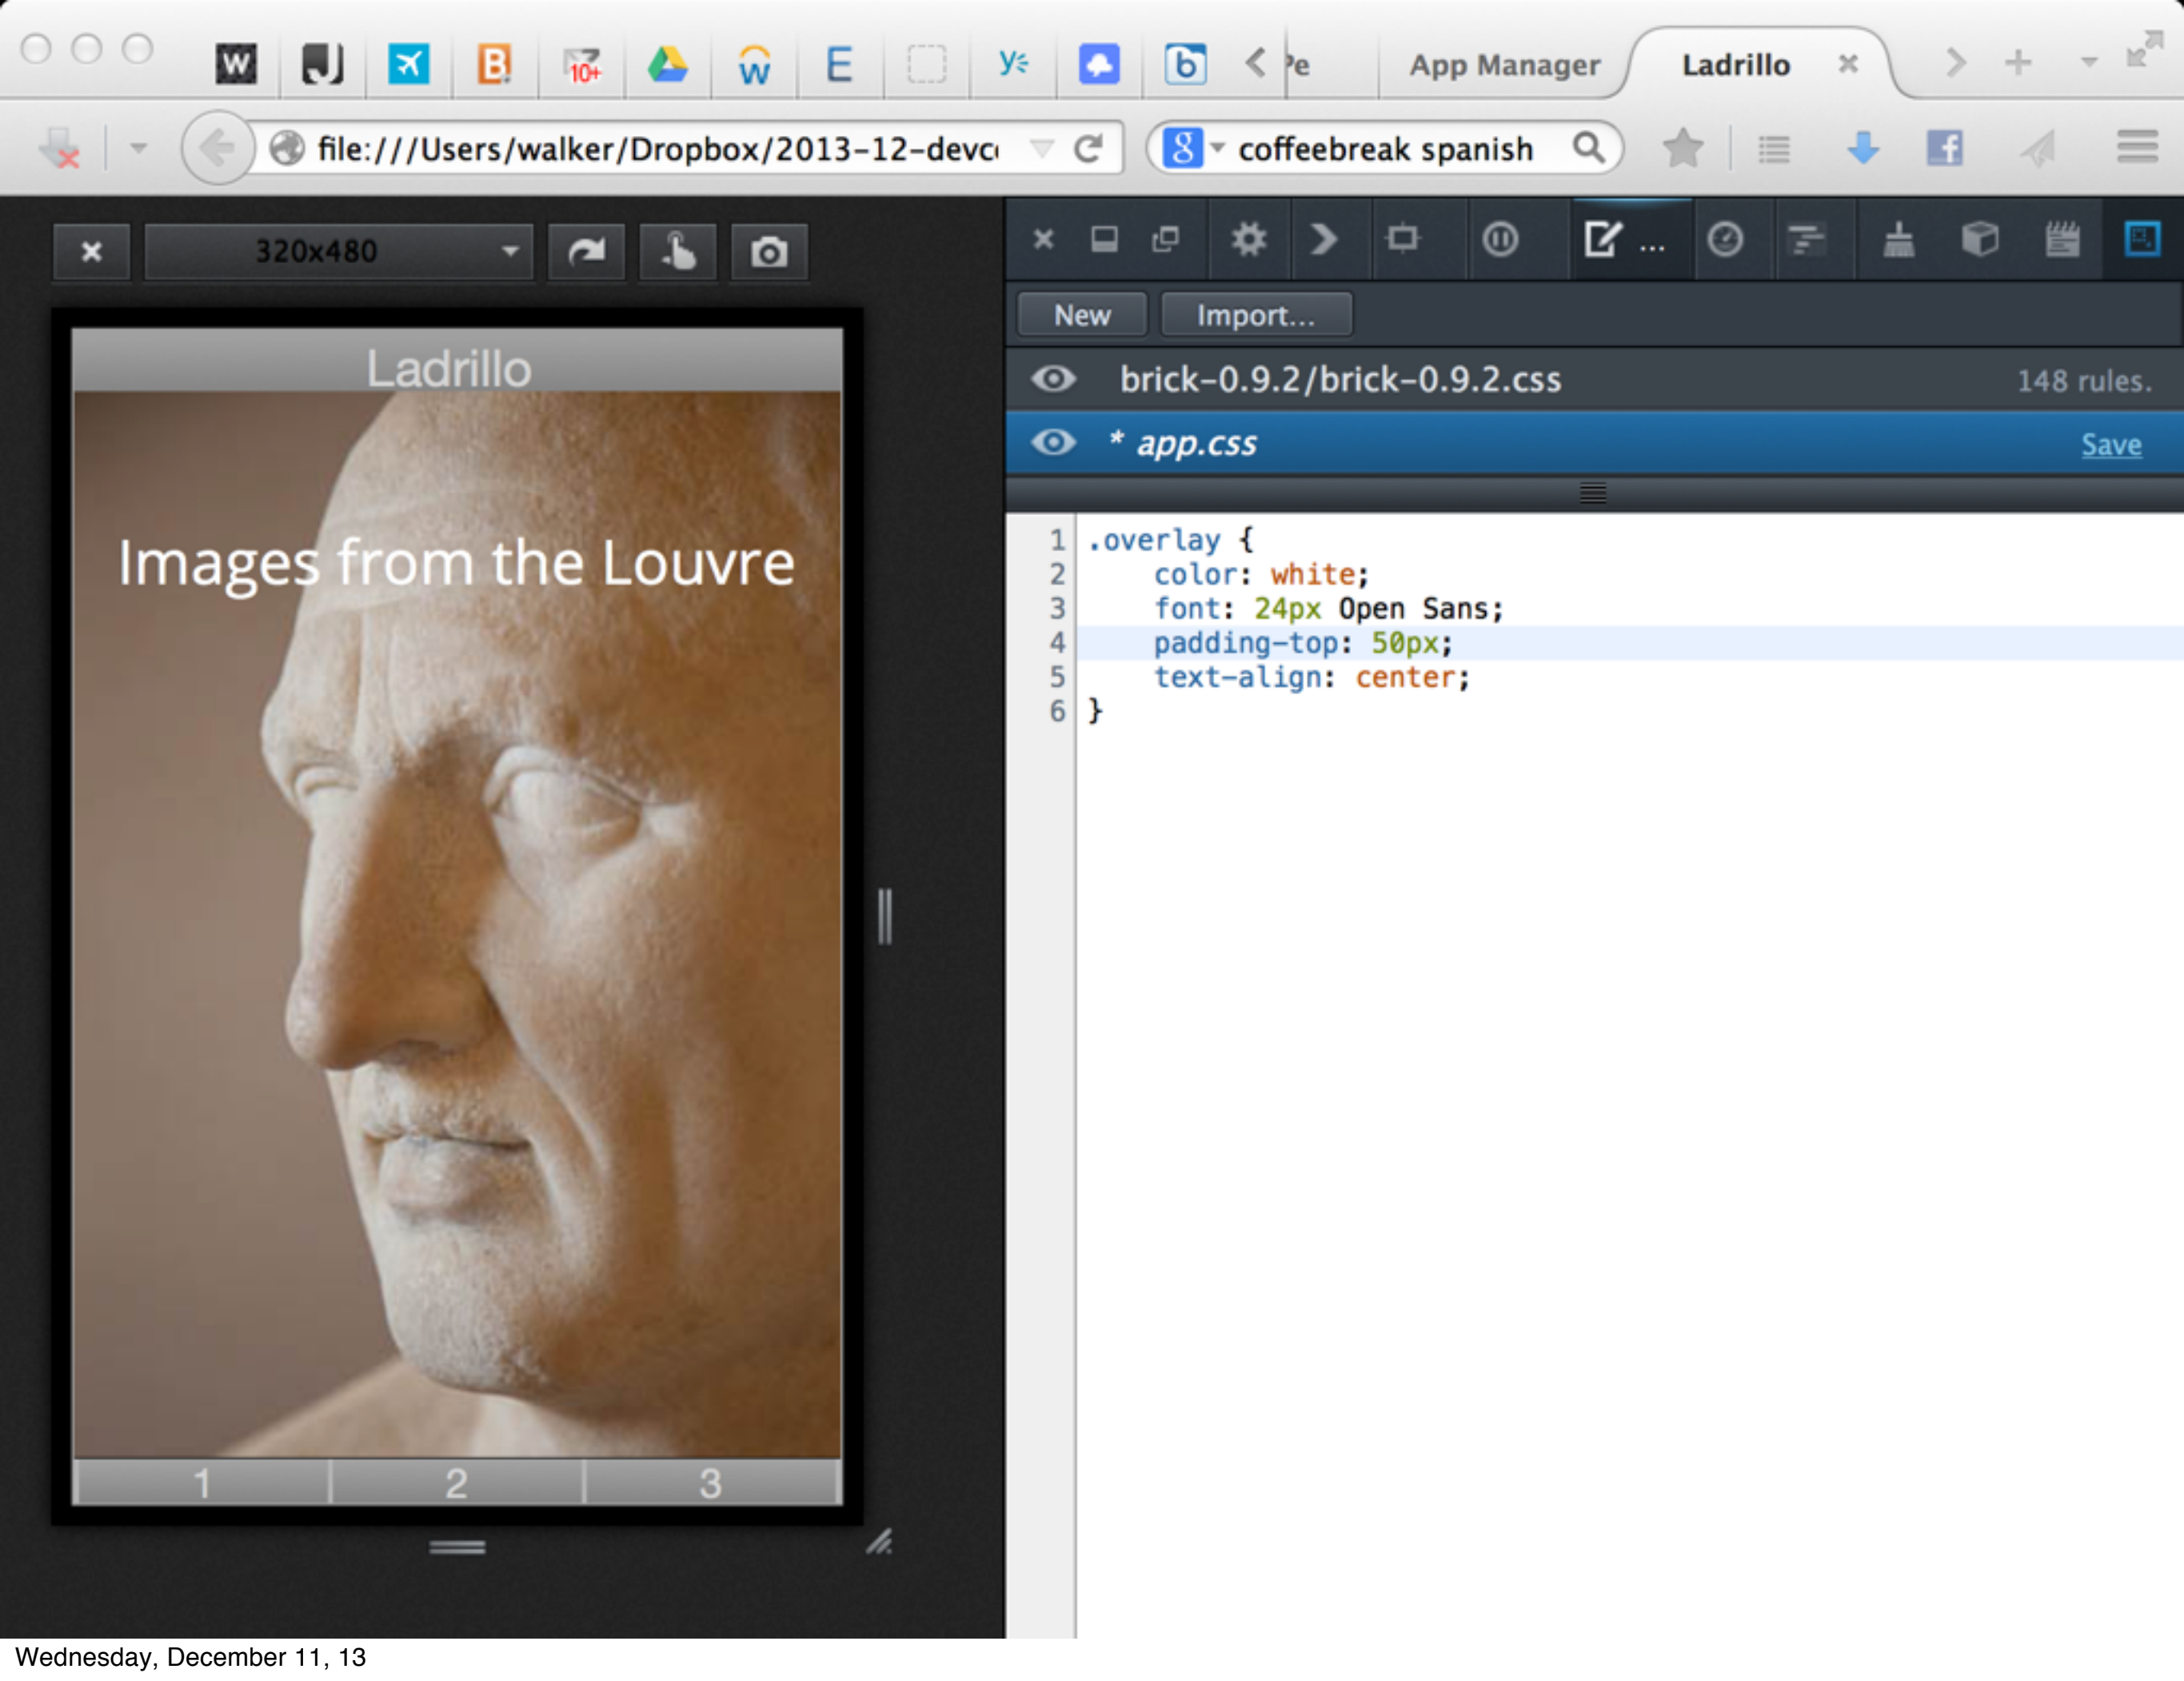 W
B
10+
w
E
y
b
Pe
App Manager
Ladrillo
file:///Users/walker/Dropbox/2013-12-devc
g
coffeebreak spanish
f
320x480
...
New
Import...
brick-0.9.2/brick-0.9.2.css
148 rules.
* app.css
Save
Ladrillo
Images from the Louvre
1
2
3
1 .overlay {
2 color: white;
3 font: 24px Open Sans;
4 padding-top: 50px;
5 text-align: center;
6 }
Wednesday, December 11, 13